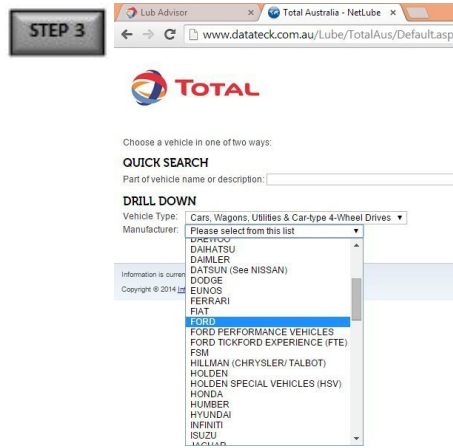 STEP 3
Lub Advisor
Total Australia - NetLube
www.datateck.com.au/Lube/TotalAus/Default.asp
TOTAL
Choose a vehicle in one of two ways:
QUICK SEARCH
Part of vehicle name or description:
DRILL DOWN
Vehicle Type: Cars, Wagons, Utilities & Car-type 4-Wheel Drives
Manufacturer: Please select from this list
DAEWOO
DAIHATSU
DAIMLER
DATSUN (See NISSAN)
DODGE
EUNOS
FERRARI
FIAT
FORD
FORD PERFORMANCE VEHICLES
FORD TICKFORD EXPERIENCE (FTE)
FSM
HILLMAN (CHRYSLER/ TALBOT)
HOLDEN
HOLDEN SPECIAL VEHICLES (HSV)
HONDA
HUMBER
HYUNDAI
INFINITI
ISUZU
JAGUAR
Information is curren
Copyright © 2014 Inf